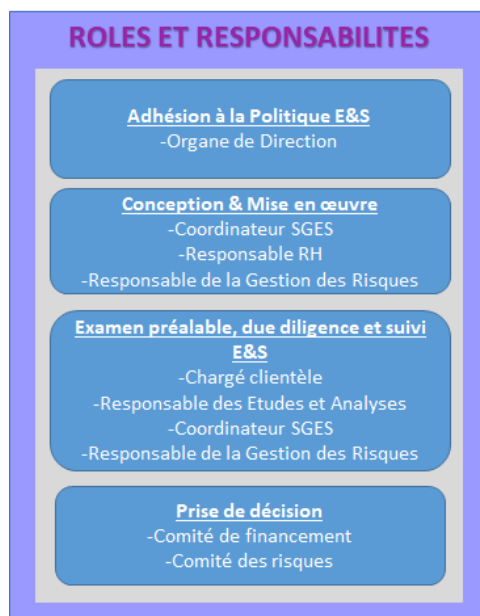 ROLES ET RESPONSABILITES
Adhésion à la Politique E&S
-Organe de Direction
Conception & Mise en œuvre
-Coordinateur SGES
-Responsable RH
-Responsable de la Gestion des Risques
Examen préalable, due diligence et suivi
E&S
-Chargé clientèle
-Responsable des Etudes et Analyses
-Coordinateur SGES
-Responsable de la Gestion des Risques
Prise de décision
-Comité de financement
-Comité des risques